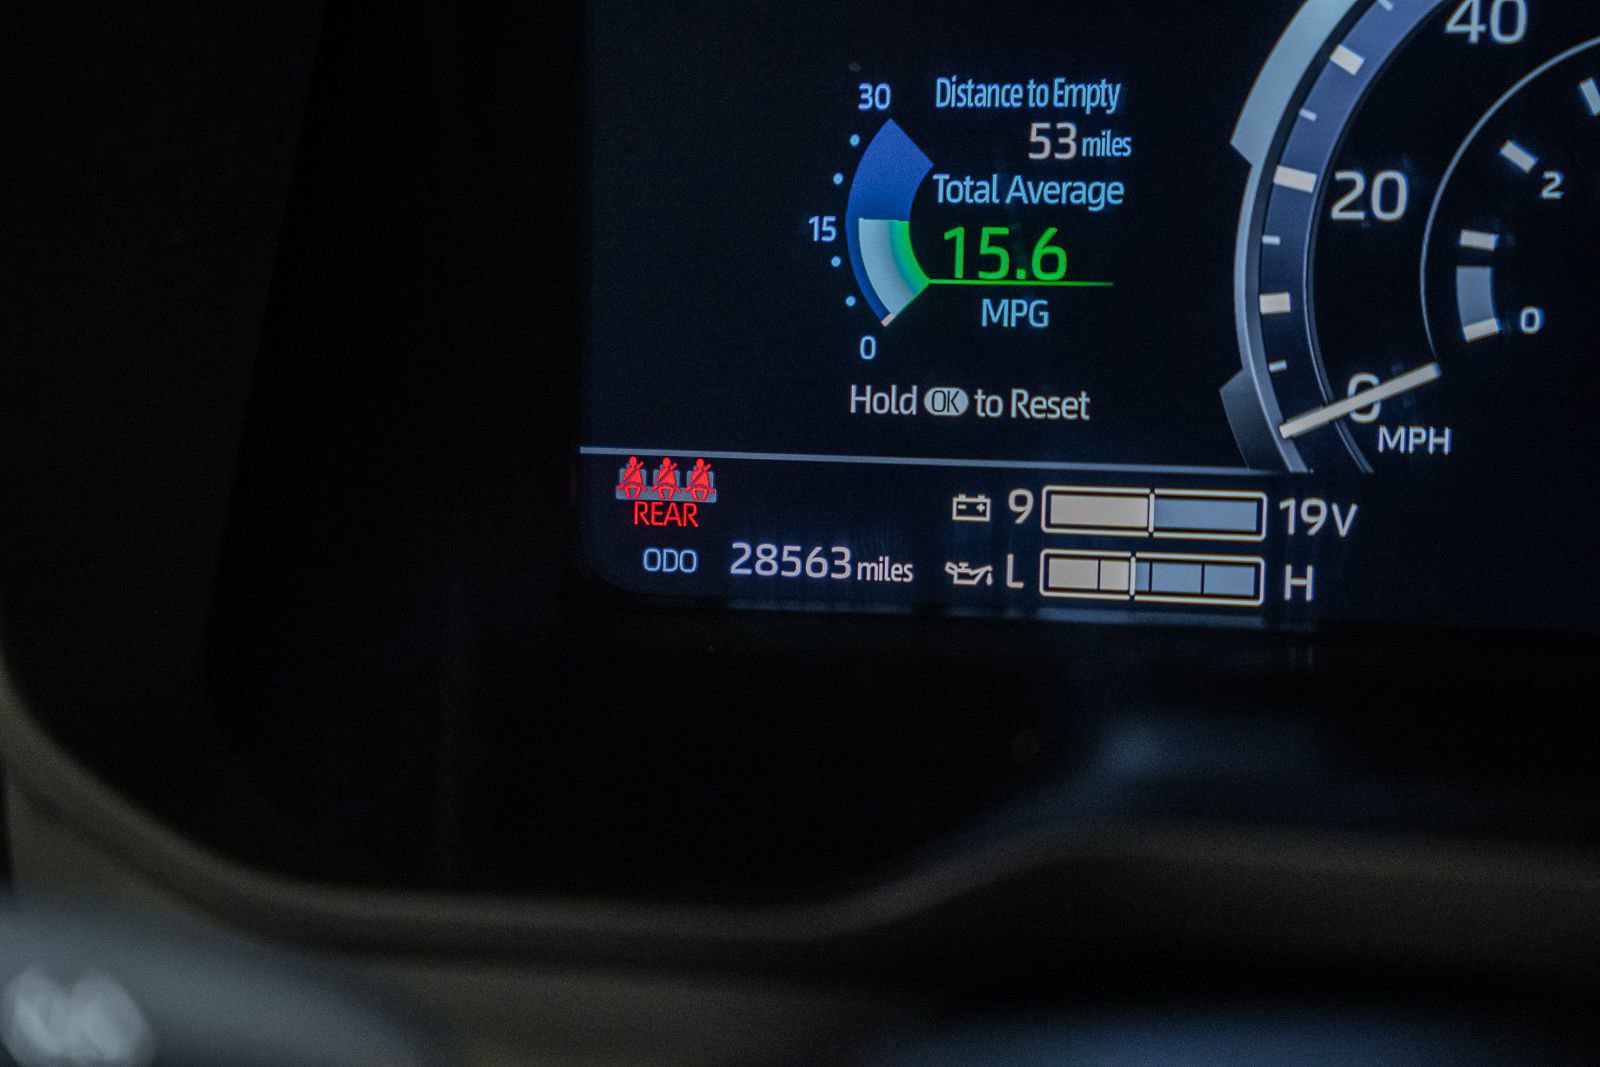 30
Distance to Empty
53 miles
Total Average
15
15.6
MPG
0
Hold OK to Reset
40
20
0
MPH
2
0
REAR
ODO 28563 miles
9 19V
L H